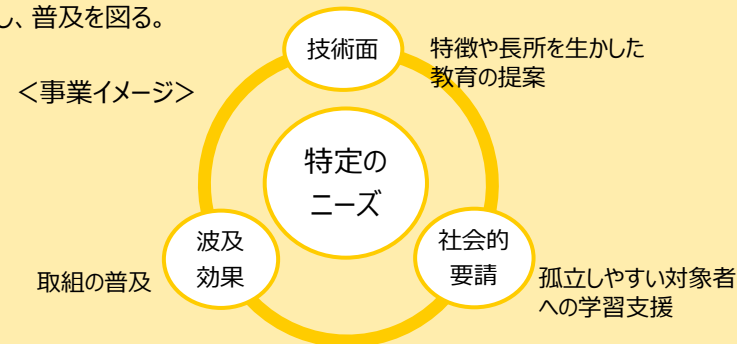 し、普及を図る。
＜事業イメージ＞
技術面
特徴や長所を生かした
教育の提案
特定の
ニーズ
波及
効果
取組の普及
社会的
要請
孤立しやすい対象者
への学習支援